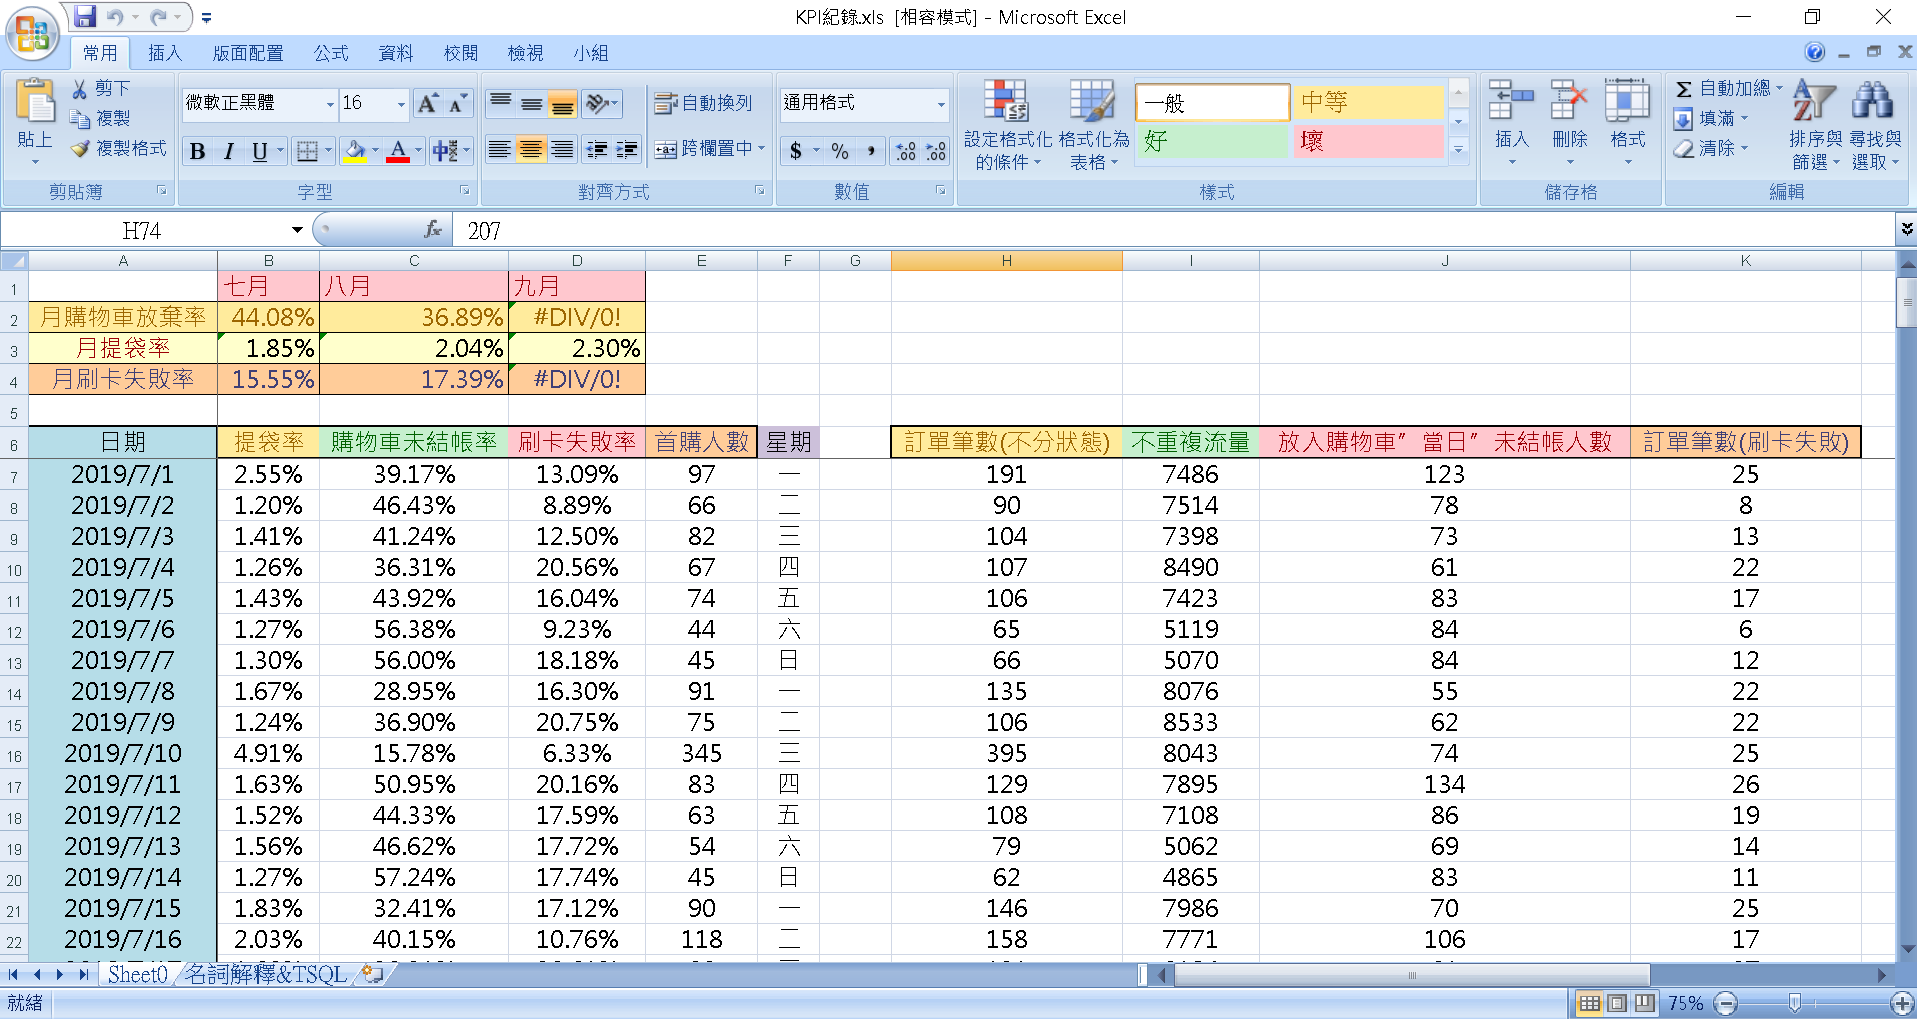 KPI紀錄.xls [相容模式] - Microsoft Excel
常用 插入 版面配置 公式 資料 校閱 檢視 小組
貼上 剪下 複製 複製格式 剪貼簿
微軟正黑體 16 A A B I U A 中 字型
自動換列 跨欄置中 對齊方式
通用格式 $ % , .00 .00 數值
設定格式化的條件 格式化為表格 一般 中等 好 壞 樣式
插入 刪除 格式 儲存格
Σ 自動加總 填滿 清除 排序與篩選 尋找與選取 編輯
H74 fx 207
A B C D E F G H I J K
1 七月 八月 九月
2 月購物車放棄率 44.08% 36.89% #DIV/0!
3 月提袋率 1.85% 2.04% 2.30%
4 月刷卡失敗率 15.55% 17.39% #DIV/0!
5
6 日期 提袋率 購物車未結帳率 刷卡失敗率 首購人數 星期 訂單筆數(不分狀態) 不重複流量 放入購物車”當日”未結帳人數 訂單筆數(刷卡失敗)
7 2019/7/1 2.55% 39.17% 13.09% 97 一 191 7486 123 25
8 2019/7/2 1.20% 46.43% 8.89% 66 二 90 7514 78 8
9 2019/7/3 1.41% 41.24% 12.50% 82 三 104 7398 73 13
10 2019/7/4 1.26% 36.31% 20.56% 67 四 107 8490 61 22
11 2019/7/5 1.43% 43.92% 16.04% 74 五 106 7423 83 17
12 2019/7/6 1.27% 56.38% 9.23% 44 六 65 5119 84 6
13 2019/7/7 1.30% 56.00% 18.18% 45 日 66 5070 84 12
14 2019/7/8 1.67% 28.95% 16.30% 91 一 135 8076 55 22
15 2019/7/9 1.24% 36.90% 20.75% 75 二 106 8533 62 22
16 2019/7/10 4.91% 15.78% 6.33% 345 三 395 8043 74 25
17 2019/7/11 1.63% 50.95% 20.16% 83 四 129 7895 134 26
18 2019/7/12 1.52% 44.33% 17.59% 63 五 108 7108 86 19
19 2019/7/13 1.56% 46.62% 17.72% 54 六 79 5062 69 14
20 2019/7/14 1.27% 57.24% 17.74% 45 日 62 4865 83 11
21 2019/7/15 1.83% 32.41% 17.12% 90 一 146 7986 70 25
22 2019/7/16 2.03% 40.15% 10.76% 118 二 158 7771 106 17
Sheet0 名詞解釋&TSQL
就緒 75%